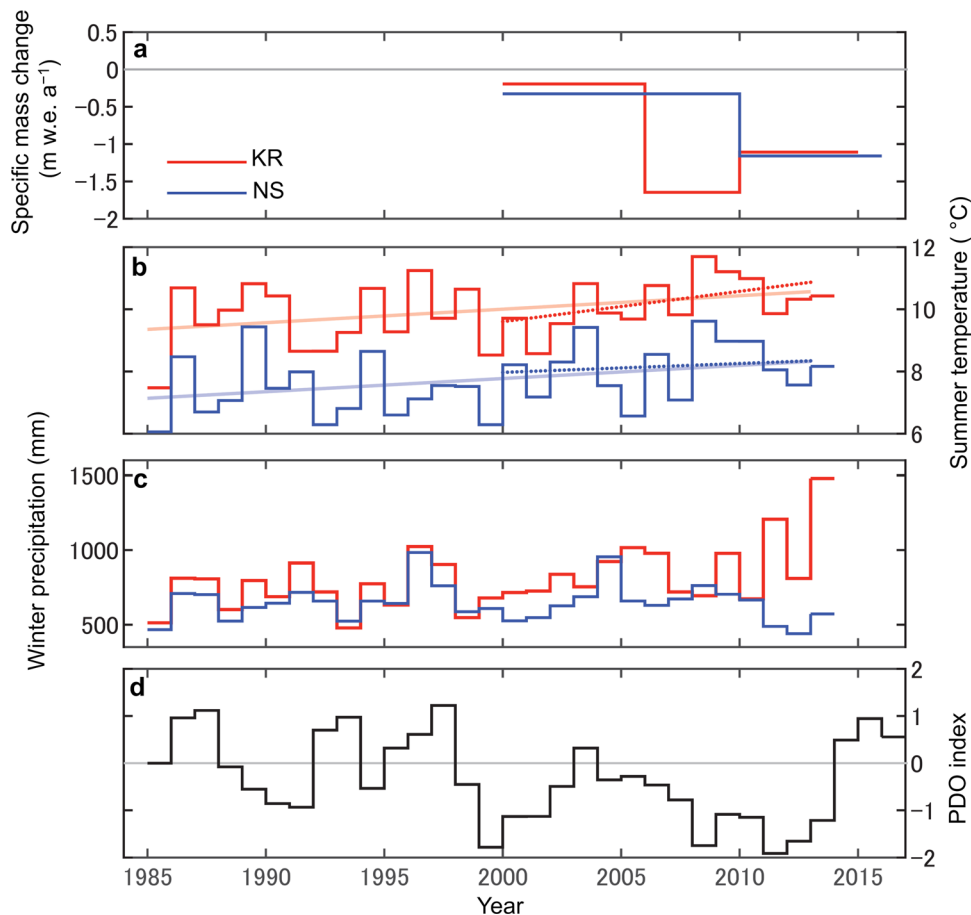 a
0.5
0
−0.5
−1
−1.5
−2
Specific mass change
(m w.e. a⁻¹)
KR
NS
b
12
10
8
6
Summer temperature ( °C)
c
1500
1000
500
Winter precipitation (mm)
d
2
1
0
−1
−2
PDO index
1985
1990
1995
2000
2005
2010
2015
Year